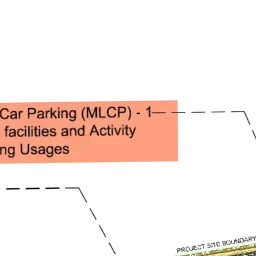 Car Parking (MLCP) - 1
facilities and Activity
ng Usages
PROJECT SITE BOUNDARY